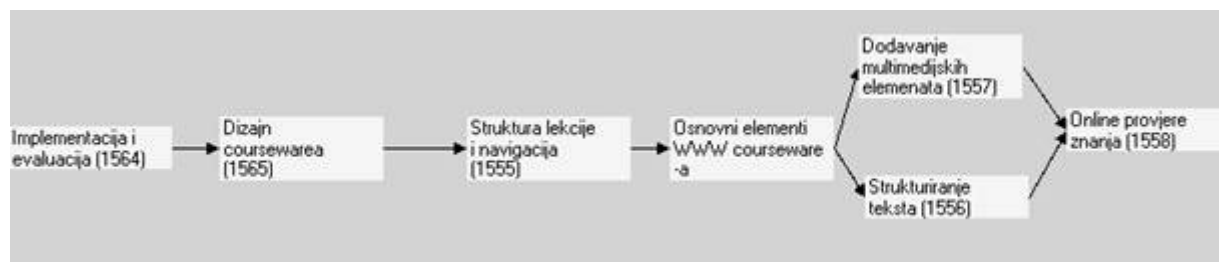 Implementacija i
evaluacija (1564)
Dizajn
coursewarea
(1565)
Struktura lekcije
i navigacija
(1555)
Osnovni elementi
WWW courseware
-a
Dodavanje
multimedijskih
elemenata (1557)
Strukturiranje
teksta (1556)
Online provjere
znanja (1558)